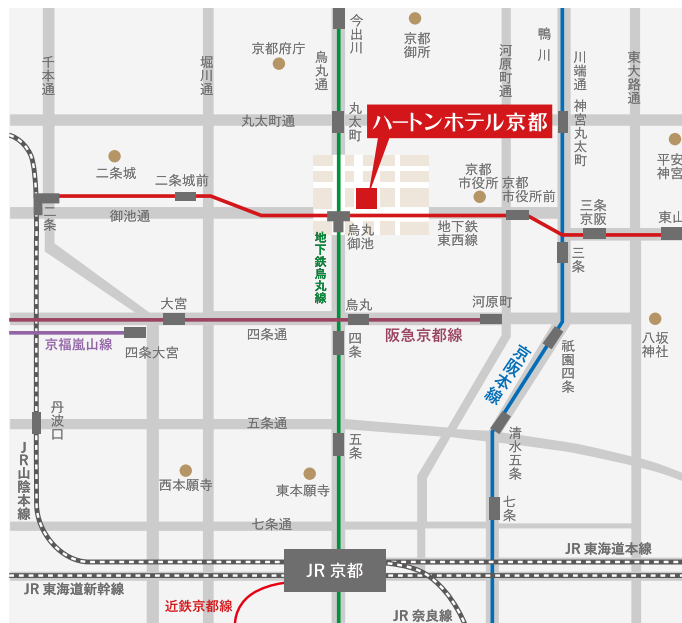 今出川
京都
御所
鴨川
京都府庁
千本通
堀川通
烏丸通
河原町通
川端通
東大路通
丸太町
丸太町通
ハートンホテル京都
神宮丸太町
平安
神宮
二条城
二条城前
京都
市役所
京都
市役所前
二条
御池通
三条
京阪
東山
烏丸
御池
地下鉄
東西線
地下鉄烏丸線
三条
大宮
烏丸
河原町
四条通
阪急京都線
京福嵐山線
四条大宮
四条
京阪本線
祇園四条
八坂
神社
丹波口
五条通
五条
清水五条
JR山陰本線
西本願寺
東本願寺
七条
七条通
JR 京都
JR 東海道本線
JR 東海道新幹線
近鉄京都線
JR 奈良線